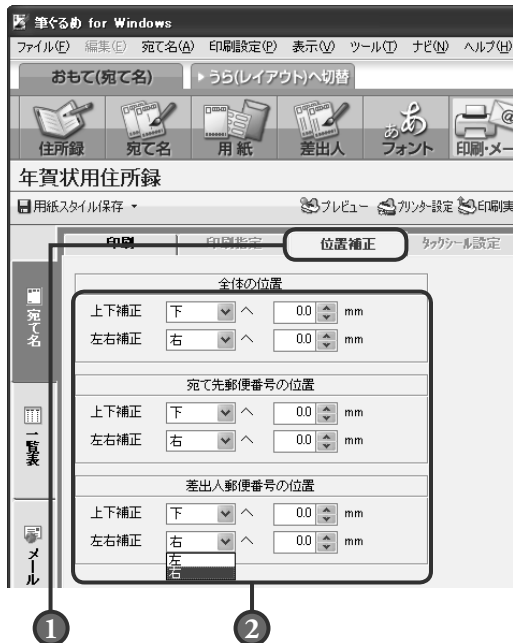 筆ぐるめ for Windows
ファイル(F) 編集(E) 宛て名(A) 印刷設定(P) 表示(V) ツール(T) ナビ(N) ヘルプ(H)
おもて(宛て名) うら(レイアウト)へ切替
住所録 宛て名 用紙 差出人 フォント 印刷・メー
年賀状用住所録
用紙スタイル保存 プレビュー プリンター設定 印刷実
印刷 印刷指定 位置補正 タックシール設定
宛て名
一覧表
メール
全体の位置
上下補正 下 へ 0.0 mm
左右補正 右 へ 0.0 mm
宛て先郵便番号の位置
上下補正 下 へ 0.0 mm
左右補正 右 へ 0.0 mm
差出人郵便番号の位置
上下補正 下 へ 0.0 mm
左右補正 右 へ 0.0 mm
左
右
1 2